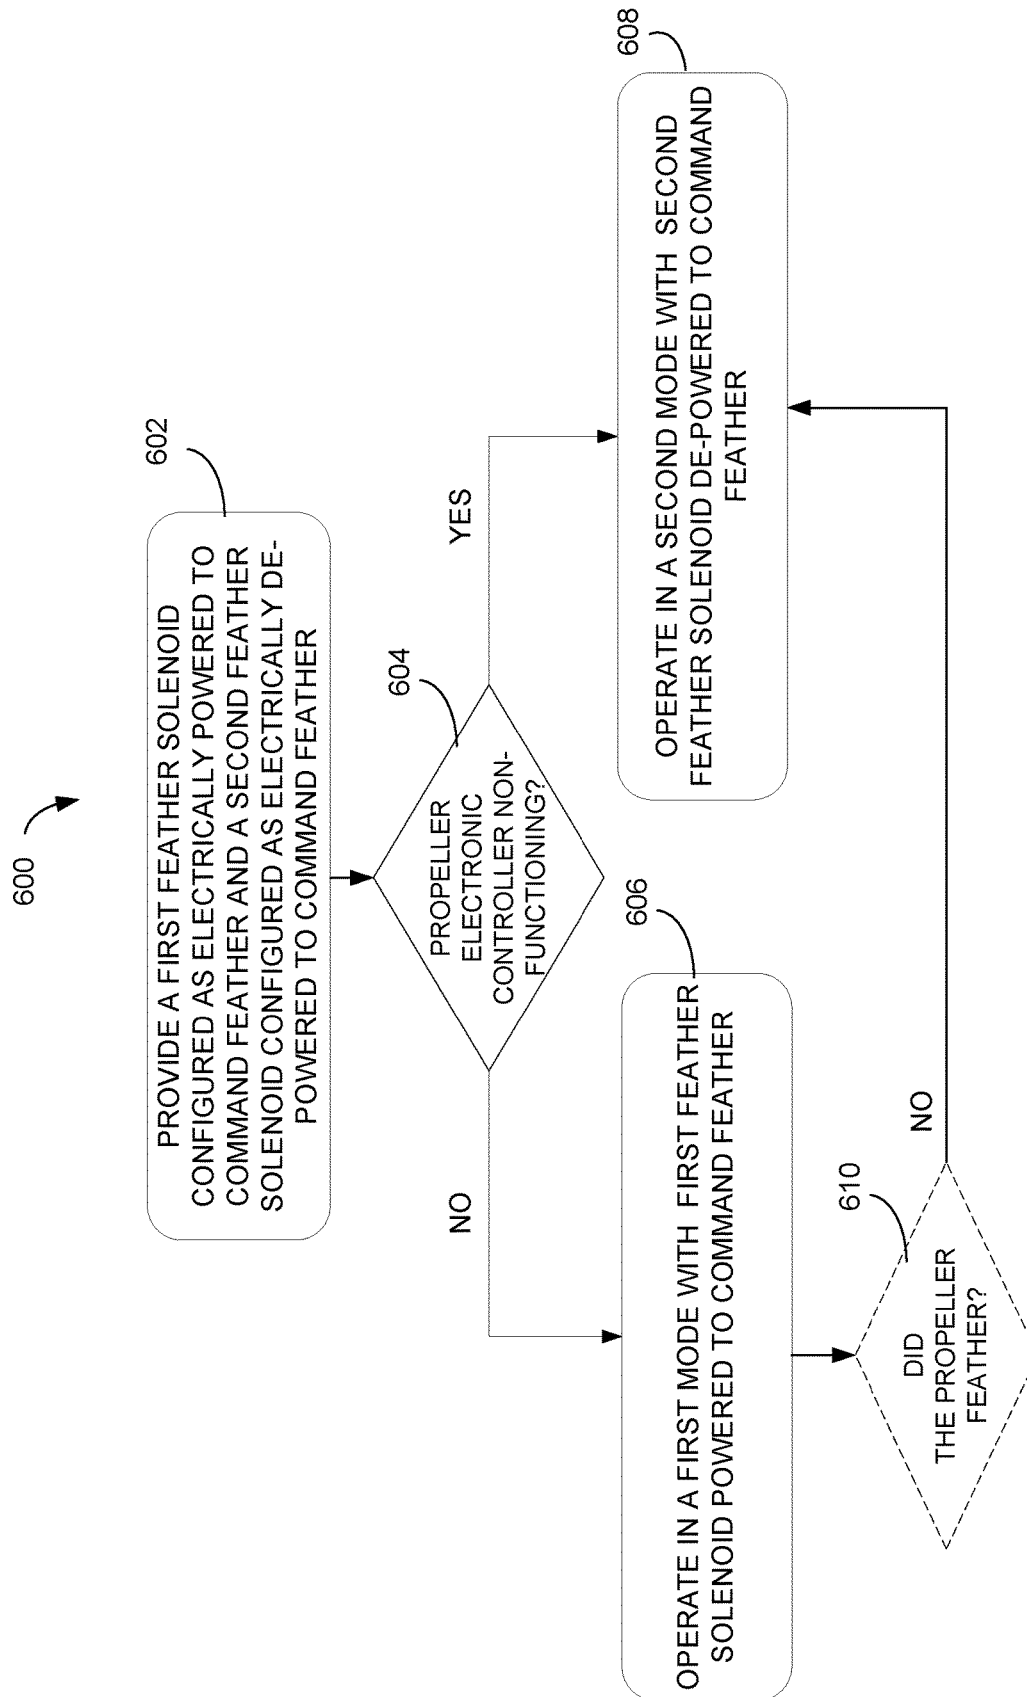 600
602
PROVIDE A FIRST FEATHER SOLENOID
CONFIGURED AS ELECTRICALLY POWERED TO
COMMAND FEATHER AND A SECOND FEATHER
SOLENOID CONFIGURED AS ELECTRICALLY DE-
POWERED TO COMMAND FEATHER
604
PROPELLER
ELECTRONIC
CONTROLLER NON-
FUNCTIONING?
NO
YES
606
OPERATE IN A FIRST MODE WITH FIRST FEATHER
SOLENOID POWERED TO COMMAND FEATHER
608
OPERATE IN A SECOND MODE WITH SECOND
FEATHER SOLENOID DE-POWERED TO COMMAND
FEATHER
610
DID
THE PROPELLER
FEATHER?
NO